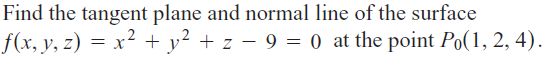 Find the tangent plane and normal line of the surface
f(x, y, z) = x² + y² + z − 9 = 0 at the point P₀(1, 2, 4).